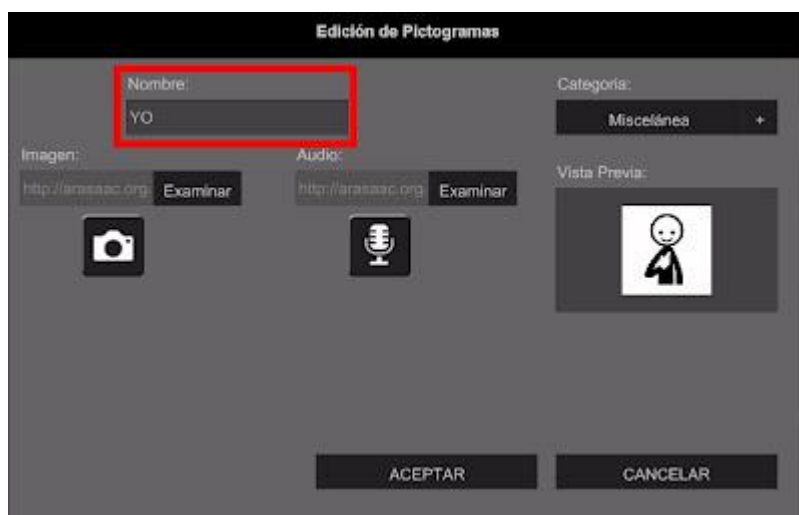 Edición de Pictogramas
Nombre:
YO
Categoría:
Miscelánea +
Imagen:
Audio:
http://arasaac.org Examinar
http://arasaac.org Examinar
Vista Previa:
ACEPTAR
CANCELAR